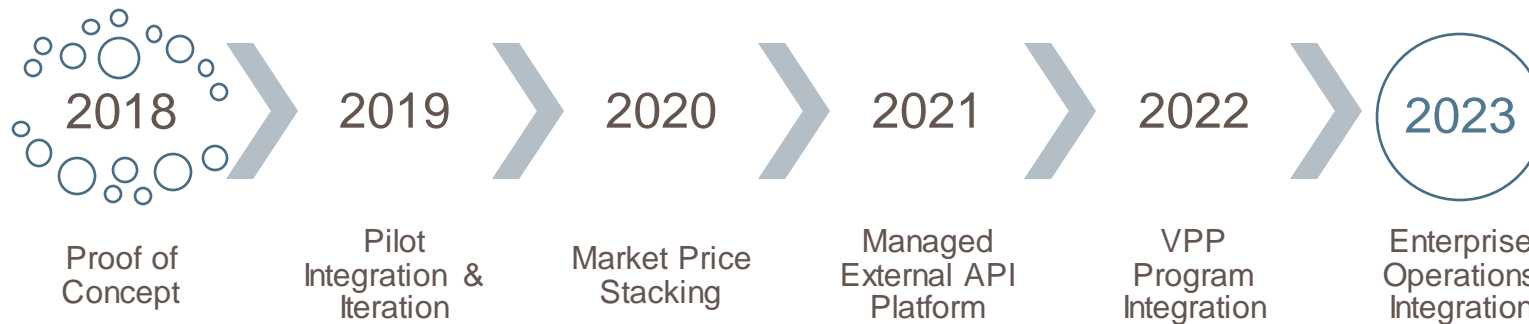 2018
2019
2020
2021
2022
2023
Proof of
Concept
Pilot
Integration &
Iteration
Market Price
Stacking
Managed
External API
Platform
VPP
Program
Integration
Enterprise
Operations
Integration